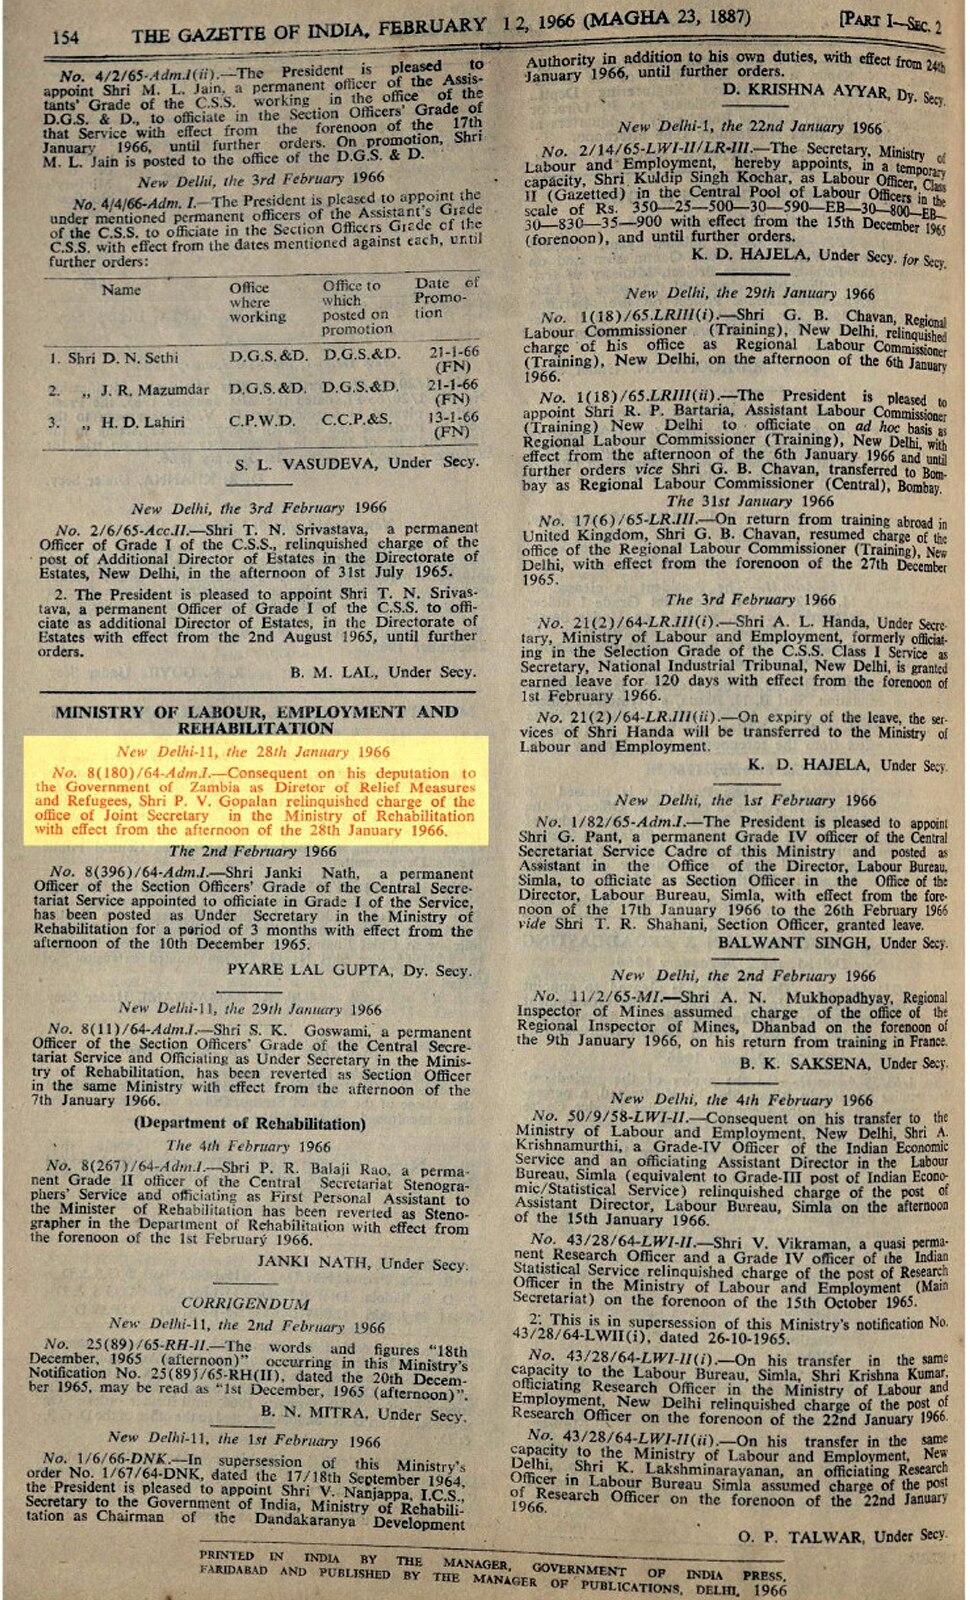 154
THE GAZETTE OF INDIA, FEBRUARY 12, 1966 (MAGHA 23, 1887)
[PART I—SEC. 2
No. 4/2/65-Adm.I(ii).—The President is pleased to
appoint Shri M. L. Jain, a permanent officer of the Assis-
tants' Grade of the C.S.S. working in the office of the
D.G.S. & D., to officiate in the Section Officers' Grade of
that Service with effect from the forenoon of the 17th
January 1966, until further orders. On promotion, Shri
M. L. Jain is posted to the office of the D.G.S. & D.
New Delhi, the 3rd February 1966
No. 4/4/66-Adm. I.—The President is pleased to appoint the
under mentioned permanent officers of the Assistant's Grade
of the C.S.S. to officiate in the Section Officers Grade of the
C.S.S. with effect from the dates mentioned against each, until
further orders:
Name Office where working Office to which posted on promotion Date of Promo- tion
1. Shri D. N. Sethi D.G.S.&D. D.G.S.&D. 21-1-66 (FN)
2. „ J. R. Mazumdar D.G.S.&D. D.G.S.&D. 21-1-66 (FN)
3. „ H. D. Lahiri C.P.W.D. C.C.P.&S. 13-1-66 (FN)
S. L. VASUDEVA, Under Secy.
New Delhi, the 3rd February 1966
No. 2/6/65-Acc.II.—Shri T. N. Srivastava, a permanent
Officer of Grade I of the C.S.S., relinquished charge of the
post of Additional Director of Estates in the Directorate of
Estates, New Delhi, in the afternoon of 31st July 1965.
2. The President is pleased to appoint Shri T. N. Srivas-
tava, a permanent Officer of Grade I of the C.S.S. to offi-
ciate as additional Director of Estates, in the Directorate of
Estates with effect from the 2nd August 1965, until further
orders.
B. M. LAL, Under Secy.
MINISTRY OF LABOUR, EMPLOYMENT AND
REHABILITATION
New Delhi-11, the 28th January 1966
No. 8(180)/64-Adm.I.—Consequent on his deputation to
the Government of Zambia as Diretor of Relief Measures
and Refugees, Shri P. V. Gopalan relinquished charge of the
office of Joint Secretary in the Ministry of Rehabilitation
with effect from the afternoon of the 28th January 1966.
The 2nd February 1966
No. 8(396)/64-Adm.I.—Shri Janki Nath, a permanent
Officer of the Section Officers' Grade of the Central Secre-
tariat Service appointed to officiate in Grade I of the Service,
has been posted as Under Secretary in the Ministry of
Rehabilitation for a period of 3 months with effect from the
afternoon of the 10th December 1965.
PYARE LAL GUPTA, Dy. Secy.
New Delhi-11, the 29th January 1966
No. 8(11)/64-Adm.I.—Shri S. K. Goswami, a permanent
Officer of the Section Officers' Grade of the Central Secre-
tariat Service and Officiating as Under Secretary in the Minis-
try of Rehabilitation, has been reverted as Section Officer
in the same Ministry with effect from the afternoon of the
7th January 1966.
(Department of Rehabilitation)
The 4th February 1966
No. 8(267)/64-Adm.I.—Shri P. R. Balaji Rao, a perma-
nent Grade II officer of the Central Secretariat Stenogra-
phers' Service and officiating as First Personal Assistant to
the Minister of Rehabilitation has been reverted as Steno-
grapher in the Department of Rehabilitation with effect from
the forenoon of the 1st February 1966.
JANKI NATH, Under Secy.
CORRIGENDUM
New Delhi-11, the 2nd February 1966
No. 25(89)/65-RH-II.—The words and figures "18th
December, 1965 (afternoon)" occurring in this Ministry's
Notification No. 25(89)/65-RH(II), dated the 20th Decem-
ber 1965, may be read as "1st December, 1965 (afternoon)".
B. N. MITRA, Under Secy.
New Delhi-11, the 1st February 1966
No. 1/6/66-DNK.—In supersession of this Ministry's
order No. 1/67/64-DNK, dated the 17/18th September 1964,
the President is pleased to appoint Shri V. Nanjappa, I.C.S.,
Secretary to the Government of India, Ministry of Rehabili-
tation as Chairman of the Dandakaranya Development
Authority in addition to his own duties, with effect from 24th
January 1966, until further orders.
D. KRISHNA AYYAR, Dy. Secy.
New Delhi-1, the 22nd January 1966
No. 2/14/65-LWI-II/LR-III.—The Secretary, Ministry of
Labour and Employment, hereby appoints, in a temporary
capacity, Shri Kuldip Singh Kochar, as Labour Officer, Class
II (Gazetted) in the Central Pool of Labour Officers in the
scale of Rs. 350—25—500—30—590—EB—30—800—EB—
30—830—35—900 with effect from the 15th December 1965
(forenoon), and until further orders.
K. D. HAJELA, Under Secy. for Secy.
New Delhi, the 29th January 1966
No. 1(18)/65.LRIII(i).—Shri G. B. Chavan, Regional
Labour Commissioner (Training), New Delhi, relinquished
charge of his office as Regional Labour Commissioner
(Training), New Delhi, on the afternoon of the 6th January
1966.
No. 1(18)/65.LRIII(ii).—The President is pleased to
appoint Shri R. P. Bartaria, Assistant Labour Commissioner
(Training) New Delhi to officiate on ad hoc basis as
Regional Labour Commissioner (Training), New Delhi, with
effect from the afternoon of the 6th January 1966 and until
further orders vice Shri G. B. Chavan, transferred to Bom-
bay as Regional Labour Commissioner (Central), Bombay.
The 31st January 1966
No. 17(6)/65-LR.III.—On return from training abroad in
United Kingdom, Shri G. B. Chavan, resumed charge of the
office of the Regional Labour Commissioner (Training), New
Delhi, with effect from the forenoon of the 27th December
1965.
The 3rd February 1966
No. 21(2)/64-LR.III(i).—Shri A. L. Handa, Under Secre-
tary, Ministry of Labour and Employment, formerly officiat-
ing in the Selection Grade of the C.S.S. Class I Service as
Secretary, National Industrial Tribunal, New Delhi, is granted
earned leave for 120 days with effect from the forenoon of
1st February 1966.
No. 21(2)/64-LR.III(ii).—On expiry of the leave, the ser-
vices of Shri Handa will be transferred to the Ministry of
Labour and Employment.
K. D. HAJELA, Under Secy.
New Delhi, the 1st February 1966
No. 1/82/65-Adm.I.—The President is pleased to appoint
Shri G. Pant, a permanent Grade IV officer of the Central
Secretariat Service Cadre of this Ministry and posted as
Assistant in the Office of the Director, Labour Bureau,
Simla, to officiate as Section Officer in the Office of the
Director, Labour Bureau, Simla, with effect from the fore-
noon of the 17th January 1966 to the 26th February 1966
vide Shri T. R. Shahani, Section Officer, granted leave.
BALWANT SINGH, Under Secy.
New Delhi, the 2nd February 1966
No. 11/2/65-MI.—Shri A. N. Mukhopadhyay, Regional
Inspector of Mines assumed charge of the office of the
Regional Inspector of Mines, Dhanbad on the forenoon of
the 9th January 1966, on his return from training in France.
B. K. SAKSENA, Under Secy.
New Delhi, the 4th February 1966
No. 50/9/58-LWI-II.—Consequent on his transfer to the
Ministry of Labour and Employment, New Delhi, Shri A.
Krishnamurthi, a Grade-IV Officer of the Indian Economic
Service and an officiating Assistant Director in the Labour
Bureau, Simla (equivalent to Grade-III post of Indian Econo-
mic/Statistical Service) relinquished charge of the post of
Assistant Director, Labour Bureau, Simla on the afternoon
of the 15th January 1966.
No. 43/28/64-LWI-II.—Shri V. Vikraman, a quasi perma-
nent Research Officer and a Grade IV officer of the Indian
Statistical Service relinquished charge of the post of Research
Officer in the Ministry of Labour and Employment (Main
Secretariat) on the forenoon of the 15th October 1965.
2. This is in supersession of this Ministry's notification No.
43/28/64-LWII(i), dated 26-10-1965.
No. 43/28/64-LWI-II(i).—On his transfer in the same
capacity to the Labour Bureau, Simla, Shri Krishna Kumar,
officiating Research Officer in the Ministry of Labour and
Employment, New Delhi relinquished charge of the post of
Research Officer on the forenoon of the 22nd January 1966.
No. 43/28/64-LWI-II(ii).—On his transfer in the same
capacity to the Ministry of Labour and Employment, New
Delhi, Shri K. Lakshminarayanan, an officiating Research
Officer in Labour Bureau Simla assumed charge of the post
of Research Officer on the forenoon of the 22nd January
1966.
O. P. TALWAR, Under Secy.
PRINTED IN INDIA BY THE MANAGER, GOVERNMENT OF INDIA PRESS,
FARIDABAD AND PUBLISHED BY THE MANAGER OF PUBLICATIONS, DELHI, 1966